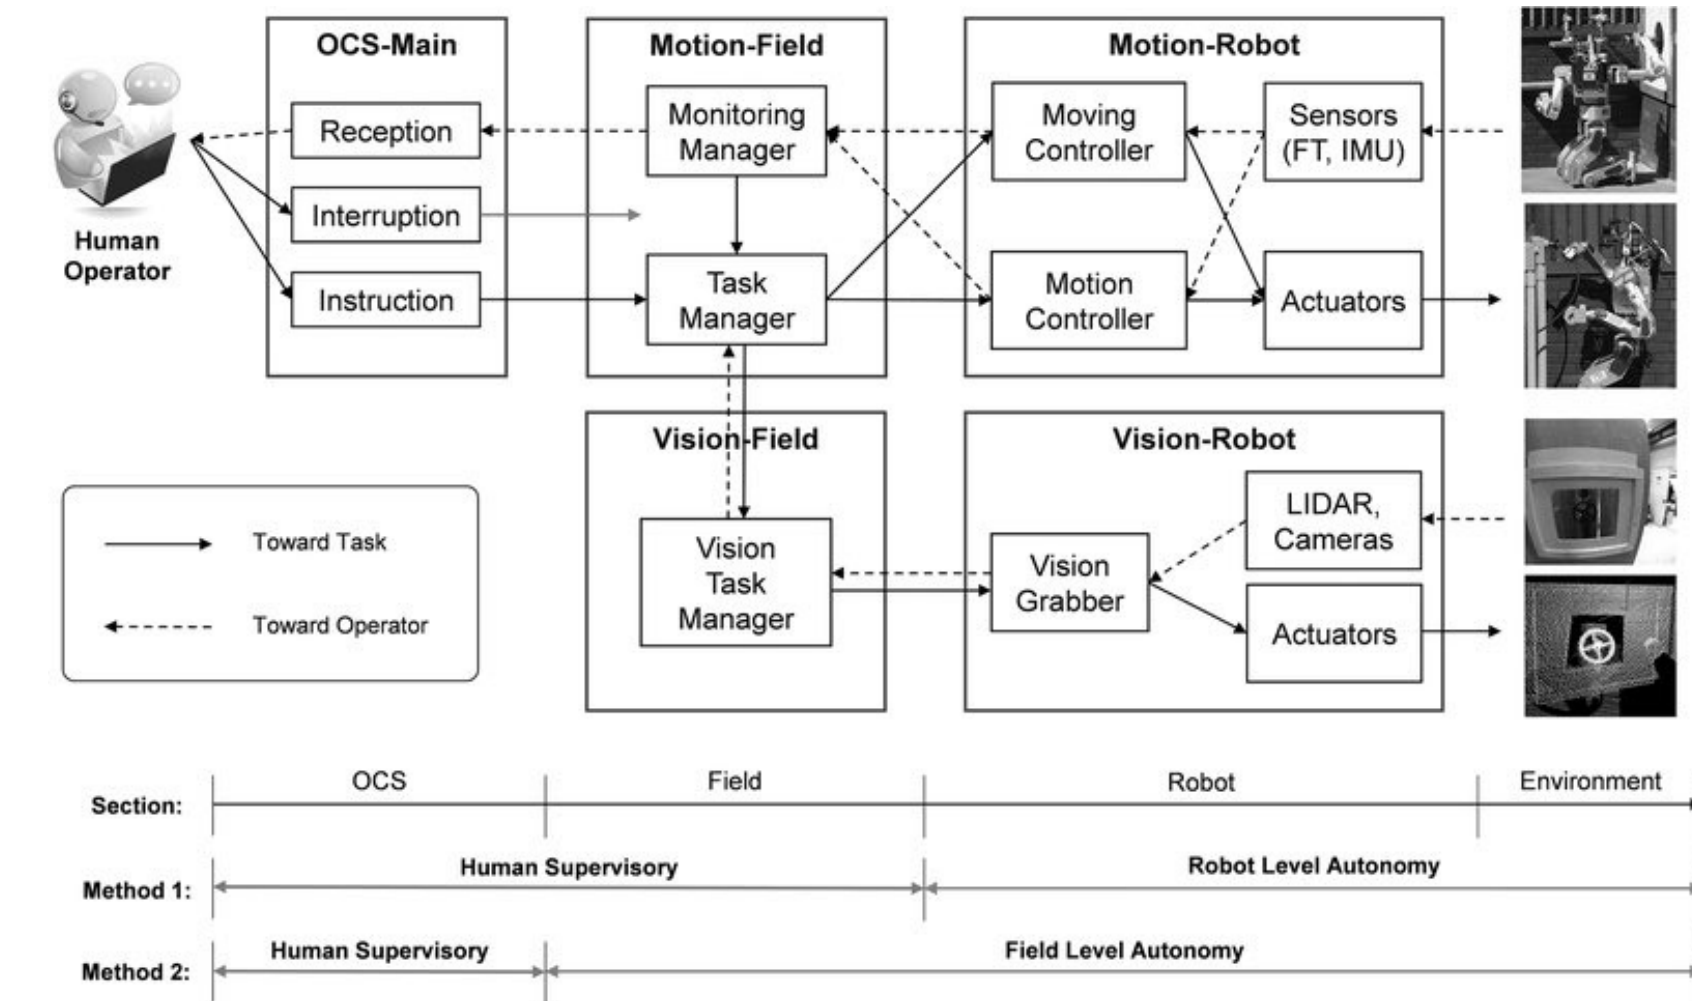 OCS-Main
Motion-Field
Motion-Robot
Reception
Monitoring
Manager
Moving
Controller
Sensors
(FT, IMU)
Interruption
Human
Operator
Instruction
Task
Manager
Motion
Controller
Actuators
Vision-Field
Vision-Robot
LIDAR,
Cameras
Vision
Task
Manager
Vision
Grabber
Actuators
Toward Task
Toward Operator
Section:
OCS
Field
Robot
Environment
Method 1:
Human Supervisory
Robot Level Autonomy
Method 2:
Human Supervisory
Field Level Autonomy